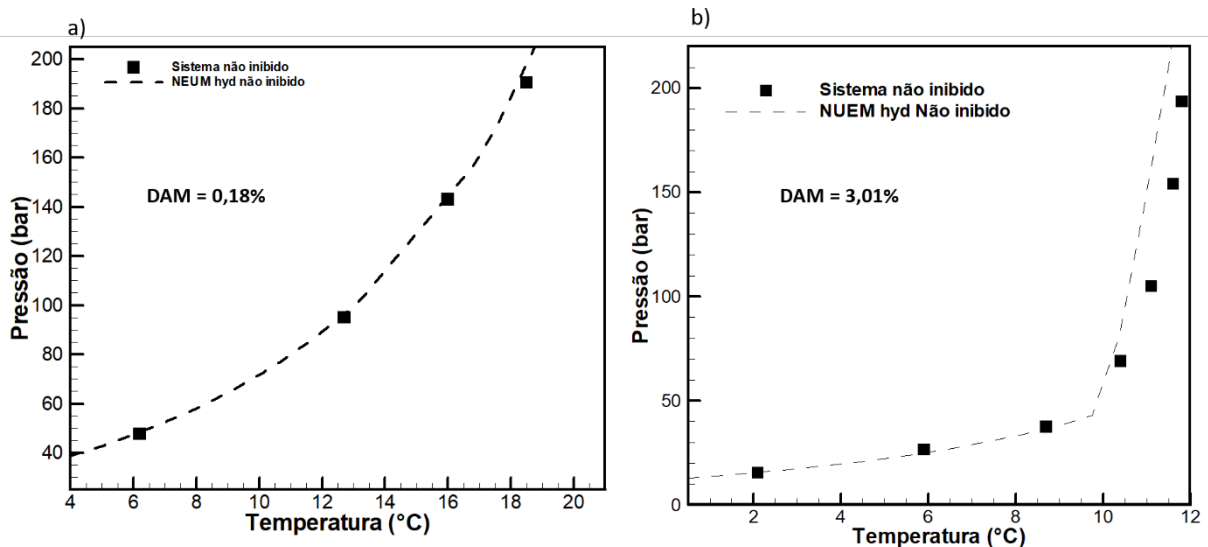 a)
Pressão (bar)
200
180
160
140
120
100
80
60
40
Sistema não inibido
NEUM hyd não inibido
DAM = 0,18%
4 6 8 10 12 14 16 18 20
Temperatura (°C)
b)
Pressão (bar)
200
150
100
50
0
Sistema não inibido
NUEM hyd Não inibido
DAM = 3,01%
2 4 6 8 10 12
Temperatura (°C)